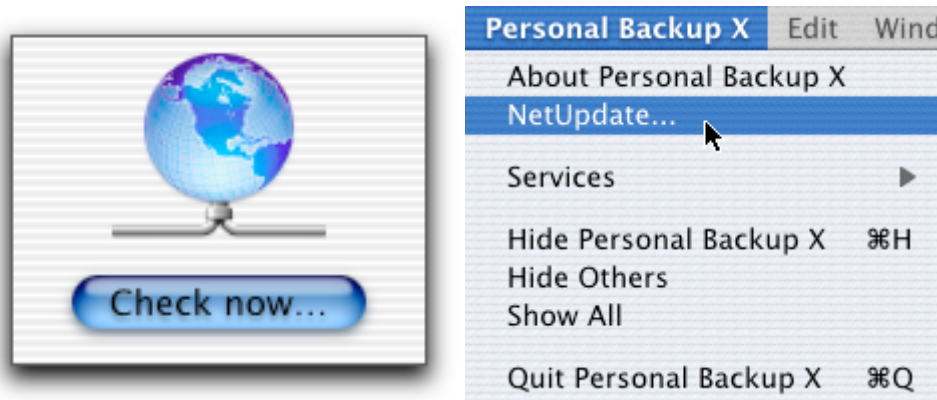 Check now...
Personal Backup X Edit Wind
About Personal Backup X
NetUpdate...
Services
Hide Personal Backup X ⌘H
Hide Others
Show All
Quit Personal Backup X ⌘Q